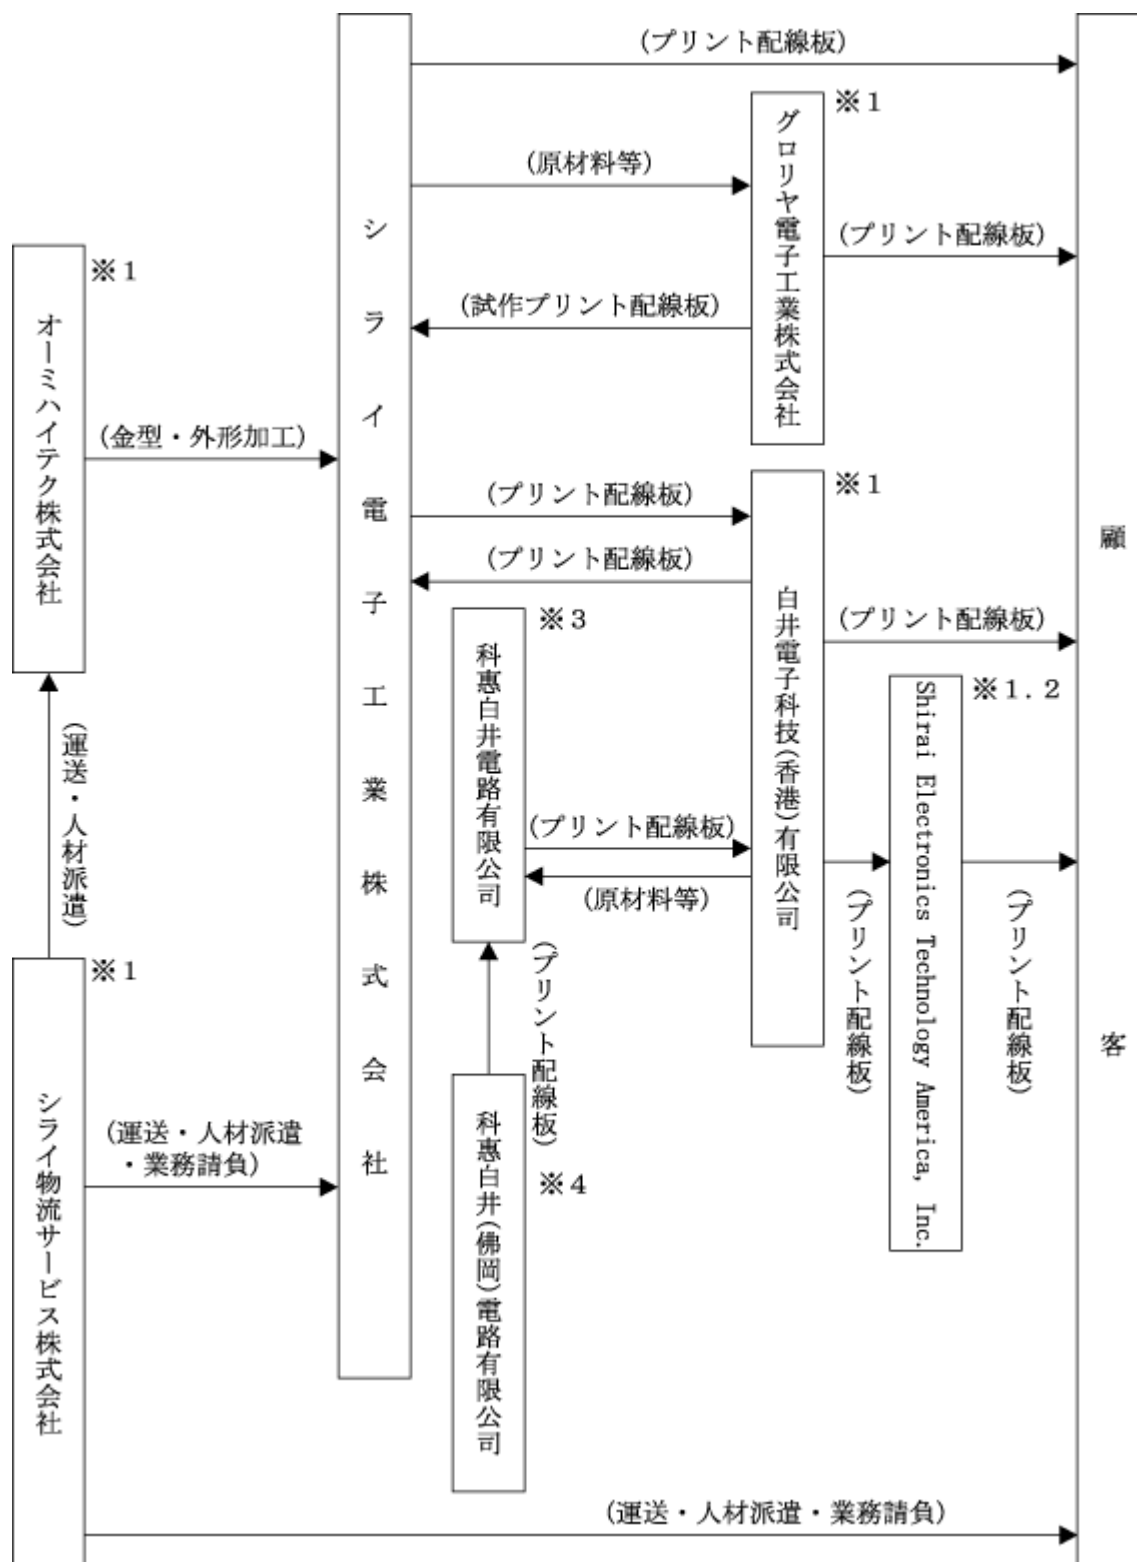 (プリント配線板)
※1
グロリヤ電子工業株式会社
(原材料等)
(プリント配線板)
(試作プリント配線板)
シライ電子工業株式会社
※1
オーミハイテク株式会社
(金型・外形加工)
※1
(プリント配線板)
(プリント配線板)
白井電子科技(香港)有限公司
(プリント配線板)
※3
科惠白井電路有限公司
※1.2
Shirai Electronics Technology America, Inc.
(運送・人材派遣)
(プリント配線板)
(原材料等)
(プリント配線板)
(プリント配線板)
(プリント配線板)
※1
シライ物流サービス株式会社
(運送・人材派遣
・業務請負)
科惠白井(佛岡)電路有限公司
※4
(運送・人材派遣・業務請負)
顧客